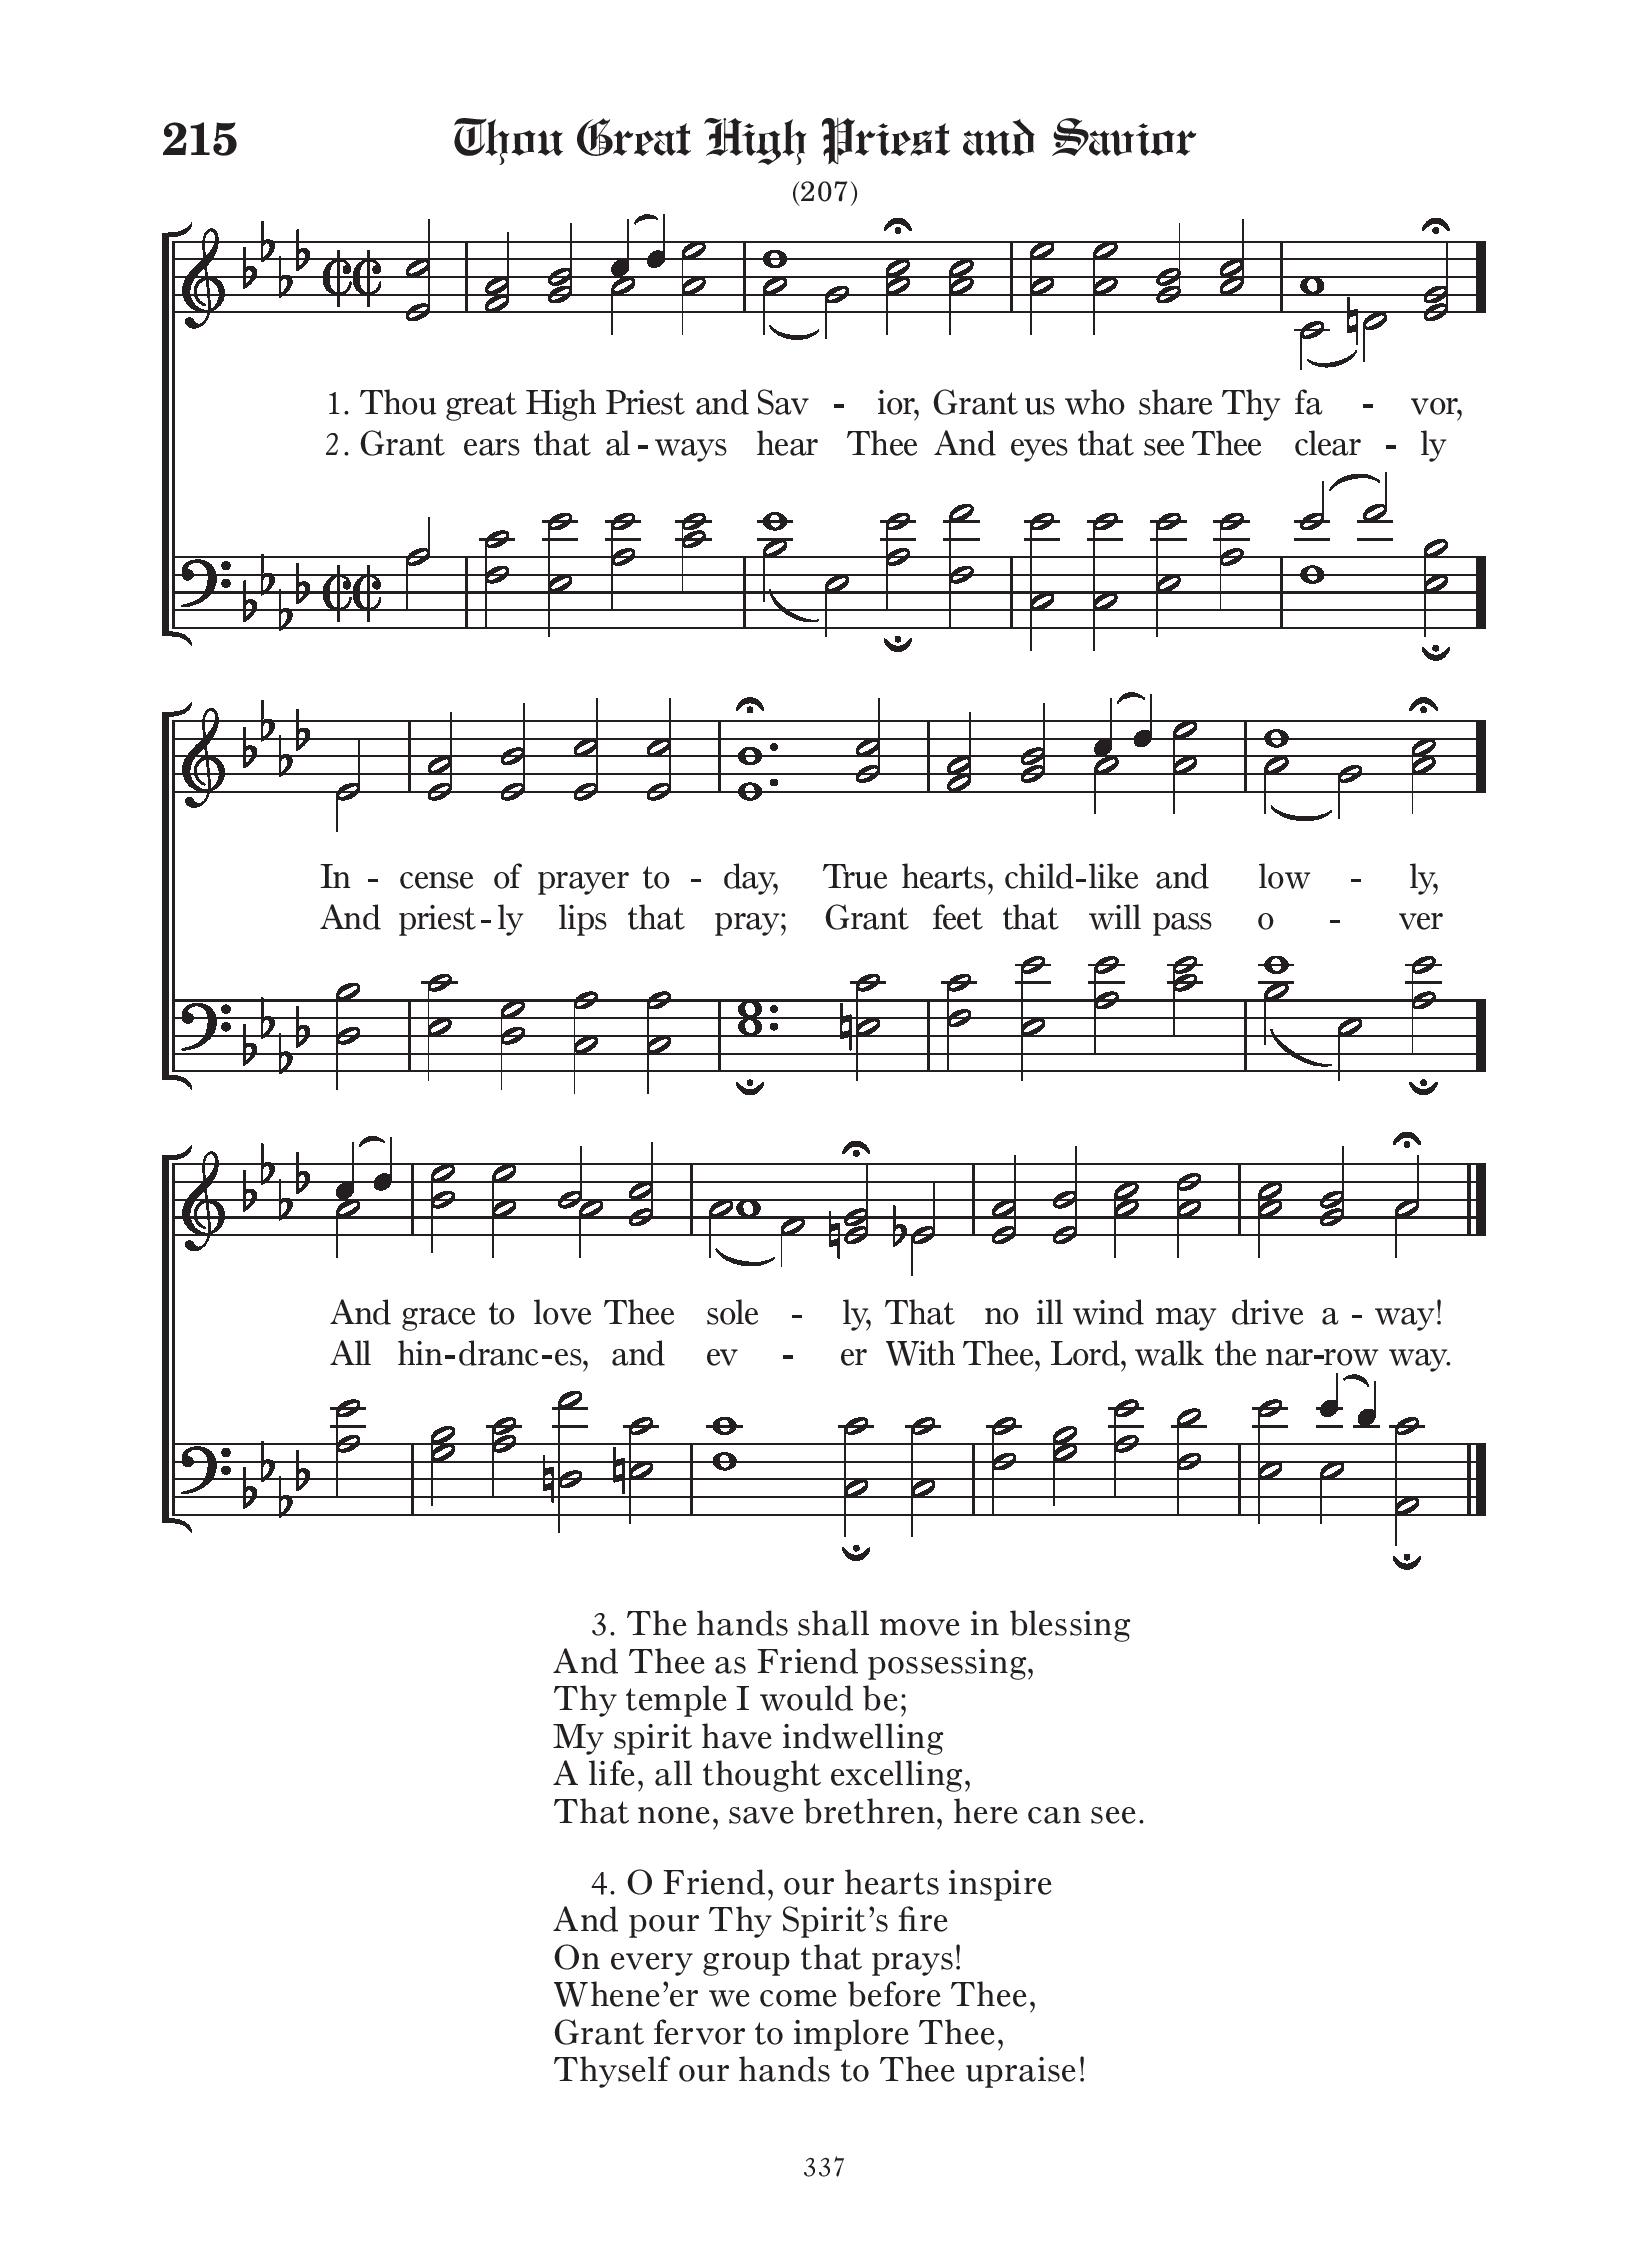 215 Thou Great High Priest and Savior
(207)
1. Thou great High Priest and Sav - ior, Grant us who share Thy fa - vor,
2. Grant ears that al - ways hear Thee And eyes that see Thee clear - ly
In - cense of prayer to - day, True hearts, child-like and low - ly,
And priest - ly lips that pray; Grant feet that will pass o - ver
And grace to love Thee sole - ly, That no ill wind may drive a - way!
All hin-dranc-es, and ev - er With Thee, Lord, walk the nar-row way.
3. The hands shall move in blessing
And Thee as Friend possessing,
Thy temple I would be;
My spirit have indwelling
A life, all thought excelling,
That none, save brethren, here can see.
4. O Friend, our hearts inspire
And pour Thy Spirit’s fire
On every group that prays!
Whene’er we come before Thee,
Grant fervor to implore Thee,
Thyself our hands to Thee upraise!
337